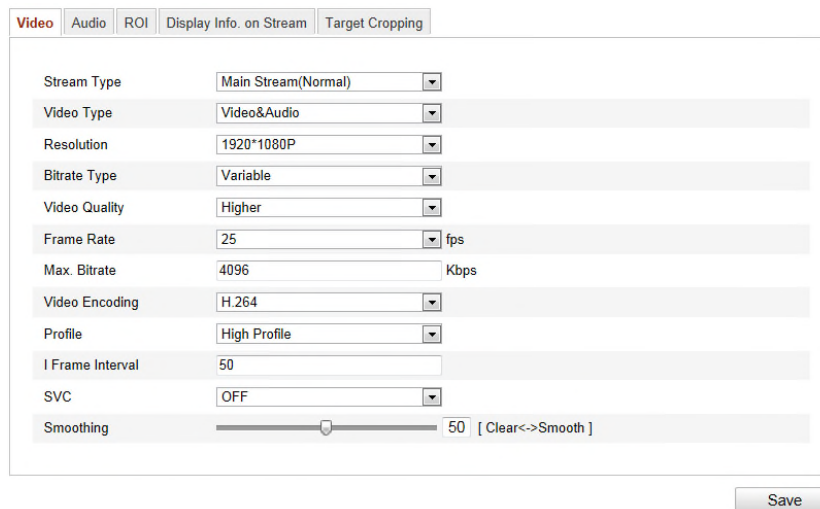 Video Audio ROI Display Info. on Stream Target Cropping
Stream Type Main Stream(Normal)
Video Type Video&Audio
Resolution 1920*1080P
Bitrate Type Variable
Video Quality Higher
Frame Rate 25 fps
Max. Bitrate 4096 Kbps
Video Encoding H.264
Profile High Profile
I Frame Interval 50
SVC OFF
Smoothing 50 [ Clear<->Smooth ]
Save